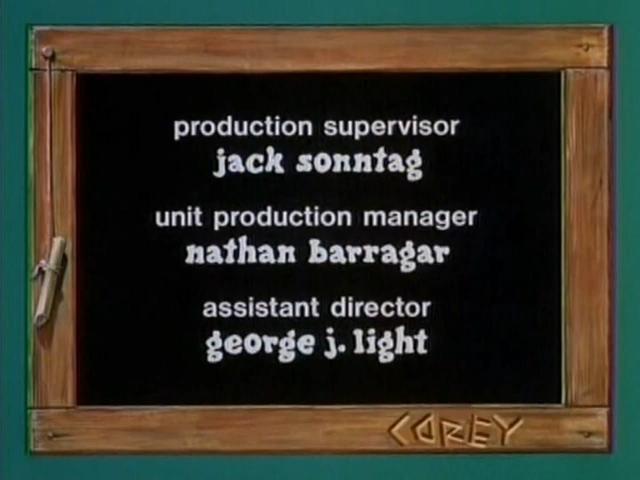 production supervisor
jack sonntag
unit production manager
nathan barragar
assistant director
george j. light
COREY